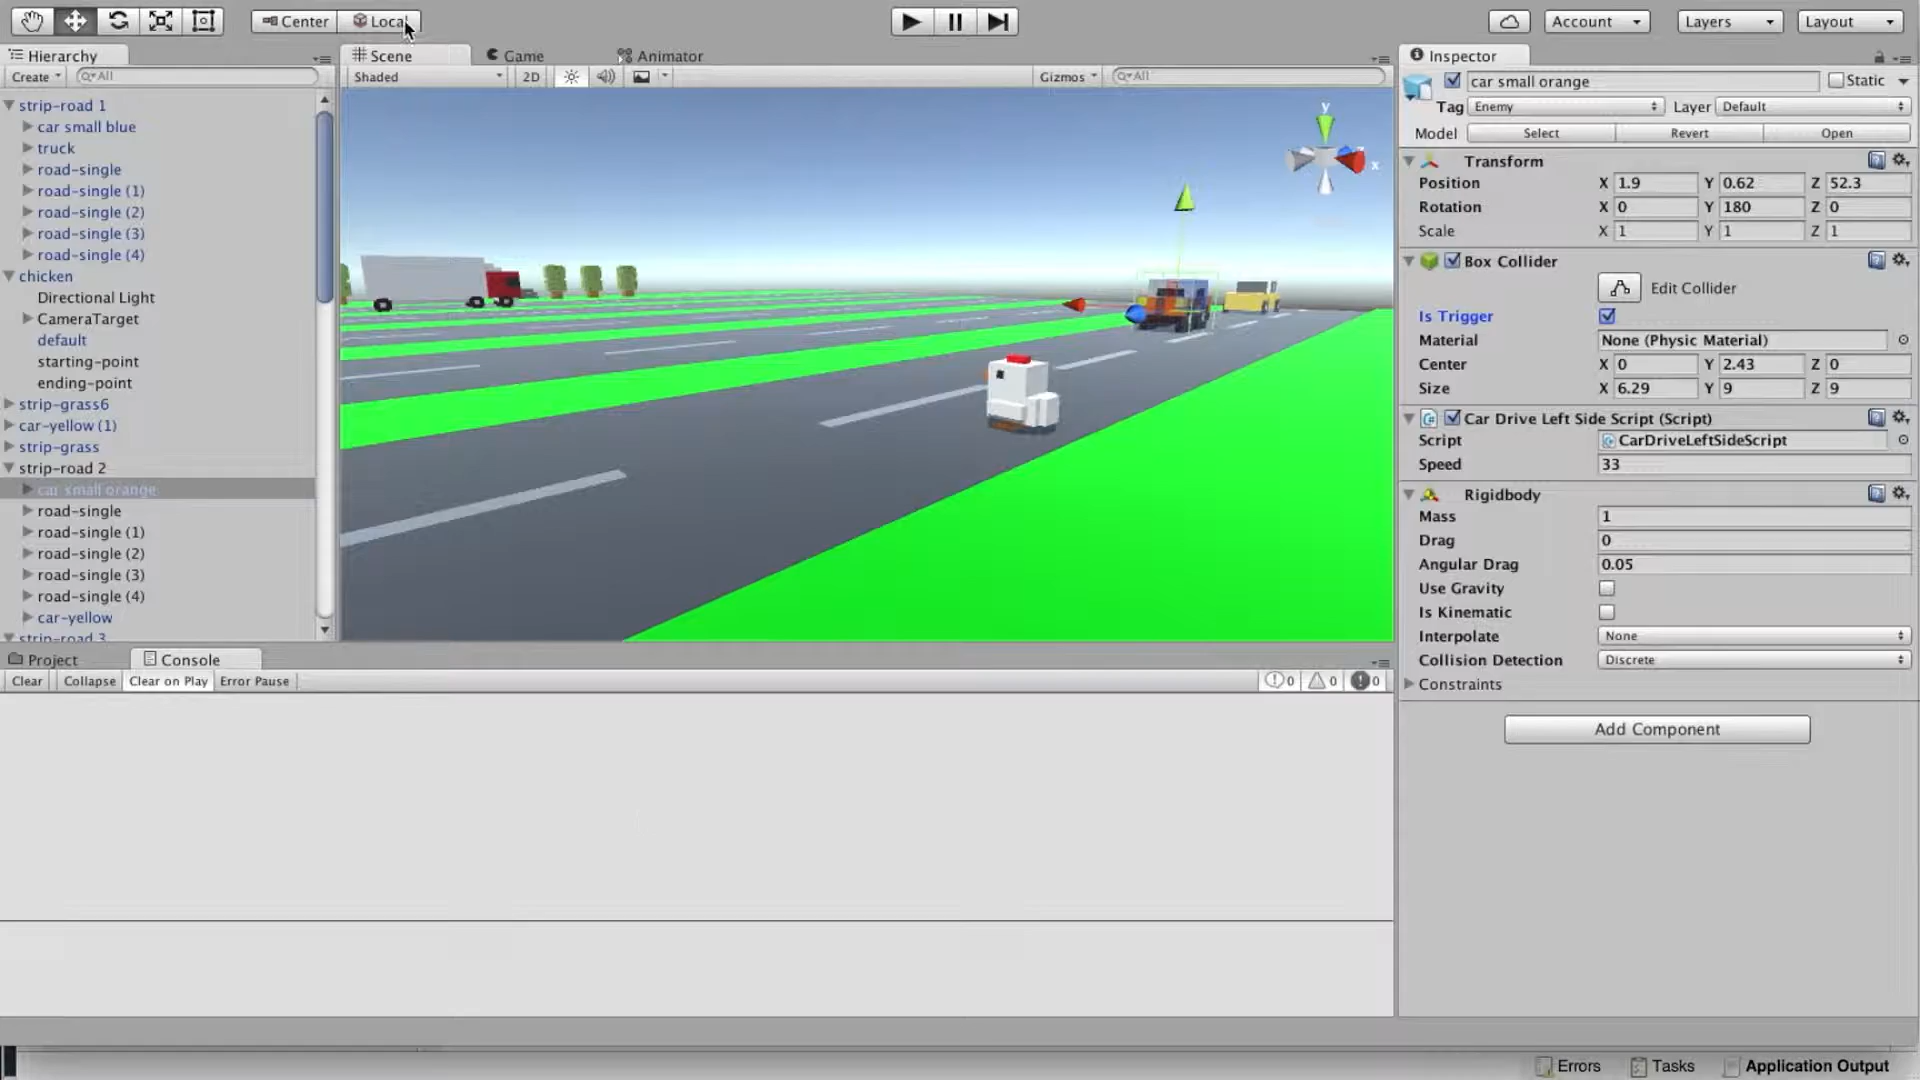 Center Local
Account Layers Layout
Hierarchy
Create All
strip-road 1
car small blue
truck
road-single
road-single (1)
road-single (2)
road-single (3)
road-single (4)
chicken
Directional Light
CameraTarget
default
starting-point
ending-point
strip-grass6
car-yellow (1)
strip-grass
strip-road 2
car small orange
road-single
road-single (1)
road-single (2)
road-single (3)
road-single (4)
car-yellow
strip-road 3
Scene Game Animator
Shaded 2D Gizmos All
y
x
Project Console
Clear Collapse Clear on Play Error Pause 0 0 0
Inspector
car small orange Static
Tag Enemy Layer Default
Model Select Revert Open
Transform
Position X 1.9 Y 0.62 Z 52.3
Rotation X 0 Y 180 Z 0
Scale X 1 Y 1 Z 1
Box Collider
Edit Collider
Is Trigger
Material None (Physic Material)
Center X 0 Y 2.43 Z 0
Size X 6.29 Y 9 Z 9
Car Drive Left Side Script (Script)
Script CarDriveLeftSideScript
Speed 33
Rigidbody
Mass 1
Drag 0
Angular Drag 0.05
Use Gravity
Is Kinematic
Interpolate None
Collision Detection Discrete
Constraints
Add Component
Errors Tasks Application Output